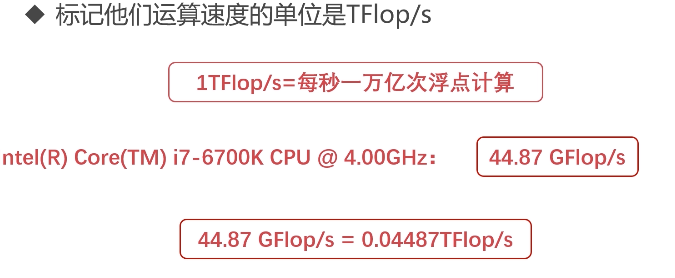 ◆ 标记他们运算速度的单位是TFlop/s
1TFlop/s=每秒一万亿次浮点计算
ntel(R) Core(TM) i7-6700K CPU @ 4.00GHz： 44.87 GFlop/s
44.87 GFlop/s = 0.04487TFlop/s